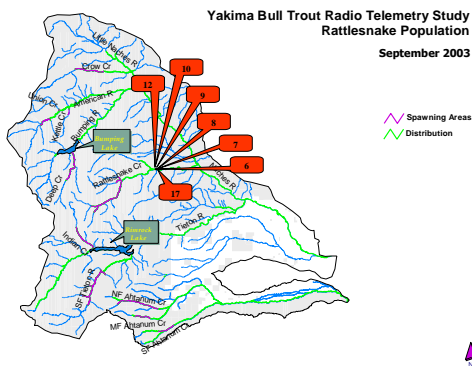 Yakima Bull Trout Radio Telemetry Study
Rattlesnake Population
September 2003
Spawning Areas
Distribution
Little Naches R
Crow Cr
Union Cr
American R
Kettle Cr
Bumping R
Bumping
Lake
Deep Cr
Rattlesnake Cr
Naches R
12
10
9
8
7
6
17
Rimrock
Lake
Tieton R
Indian Cr
SF Tieton R
NF Ahtanum Cr
MF Ahtanum Cr
SF Ahtanum Cr
N